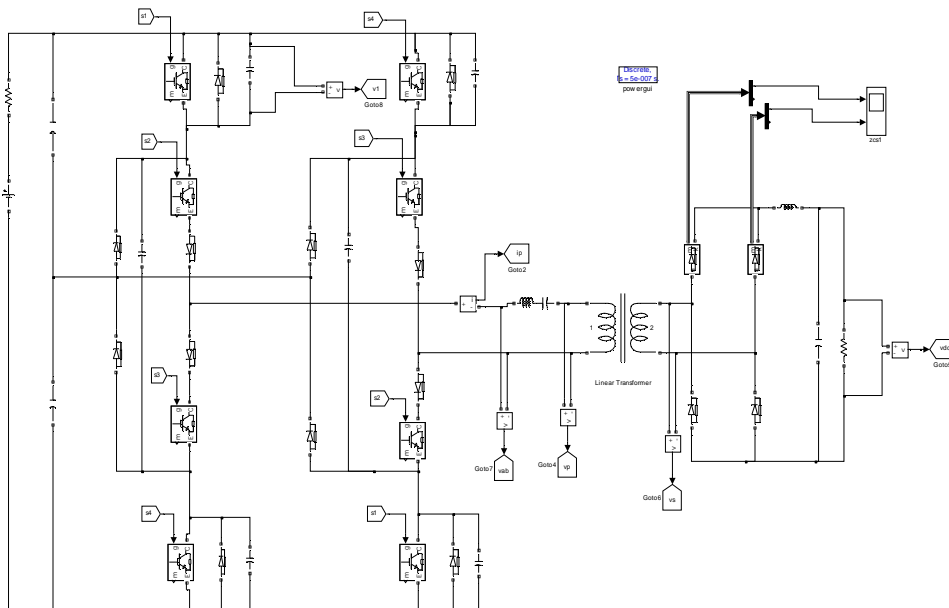 s1
s4
Discrete,
Ts = 5e-007 s.
powergui
g C
E
m
g C
E
m
+
-
v
v1
Goto8
zcs1
s2
s3
g C
E
m
g C
E
m
ip
Goto2
+
-
i
1
2
+
-
v
vdc
Linear Transformer
s3
s2
g C
E
m
g C
E
m
+
-
v
+
-
v
+
-
v
Goto7
vab
Goto4
vp
Goto6
vs
s4
s1
g C
E
m
g C
E
m